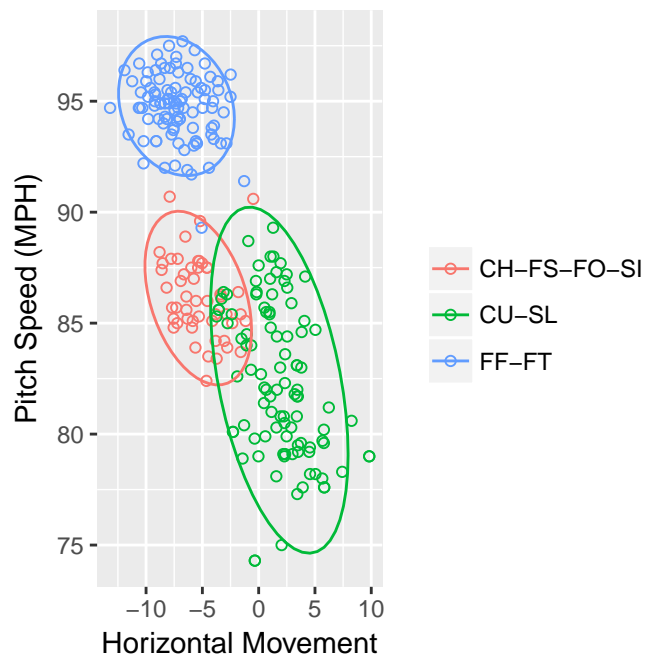 Pitch Speed (MPH)
95
90
85
80
75
−10
−5
0
5
10
Horizontal Movement
CH−FS−FO−SI
CU−SL
FF−FT